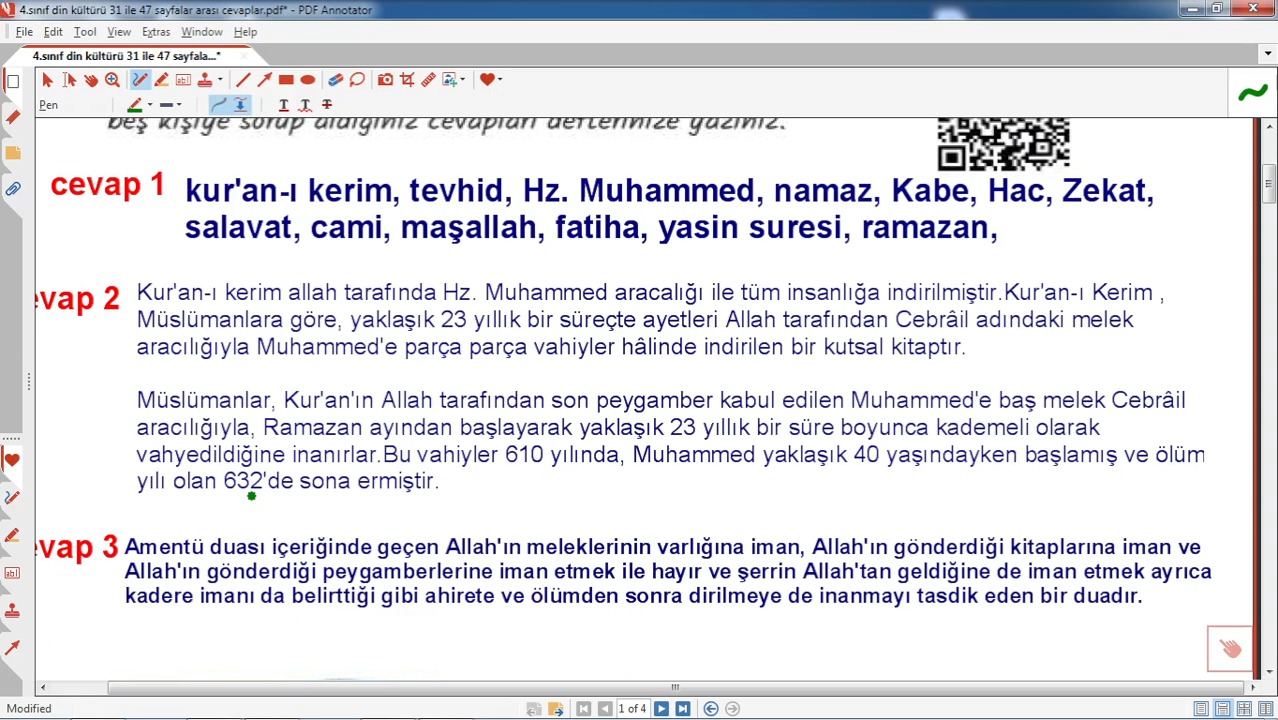 4.sınıf din kültürü 31 ile 47 sayfalar arası cevaplar.pdf* - PDF Annotator
File Edit Tool View Extras Window Help
4.sınıf din kültürü 31 ile 47 sayfala...*
Pen
beş kişiye sorup aldığınız cevapları defterinize yazınız.
cevap 1 kur'an-ı kerim, tevhid, Hz. Muhammed, namaz, Kabe, Hac, Zekat,
salavat, cami, maşallah, fatiha, yasin suresi, ramazan,
evap 2 Kur'an-ı kerim allah tarafında Hz. Muhammed aracalığı ile tüm insanlığa indirilmiştir.Kur'an-ı Kerim ,
Müslümanlara göre, yaklaşık 23 yıllık bir süreçte ayetleri Allah tarafından Cebrâil adındaki melek
aracılığıyla Muhammed'e parça parça vahiyler hâlinde indirilen bir kutsal kitaptır.
Müslümanlar, Kur'an'ın Allah tarafından son peygamber kabul edilen Muhammed'e baş melek Cebrâil
aracılığıyla, Ramazan ayından başlayarak yaklaşık 23 yıllık bir süre boyunca kademeli olarak
vahyedildiğine inanırlar.Bu vahiyler 610 yılında, Muhammed yaklaşık 40 yaşındayken başlamış ve ölüm
yılı olan 632'de sona ermiştir.
evap 3 Amentü duası içeriğinde geçen Allah'ın meleklerinin varlığına iman, Allah'ın gönderdiği kitaplarına iman ve
Allah'ın gönderdiği peygamberlerine iman etmek ile hayır ve şerrin Allah'tan geldiğine de iman etmek ayrıca
kadere imanı da belirttiği gibi ahirete ve ölümden sonra dirilmeye de inanmayı tasdik eden bir duadır.
Modified
1 of 4